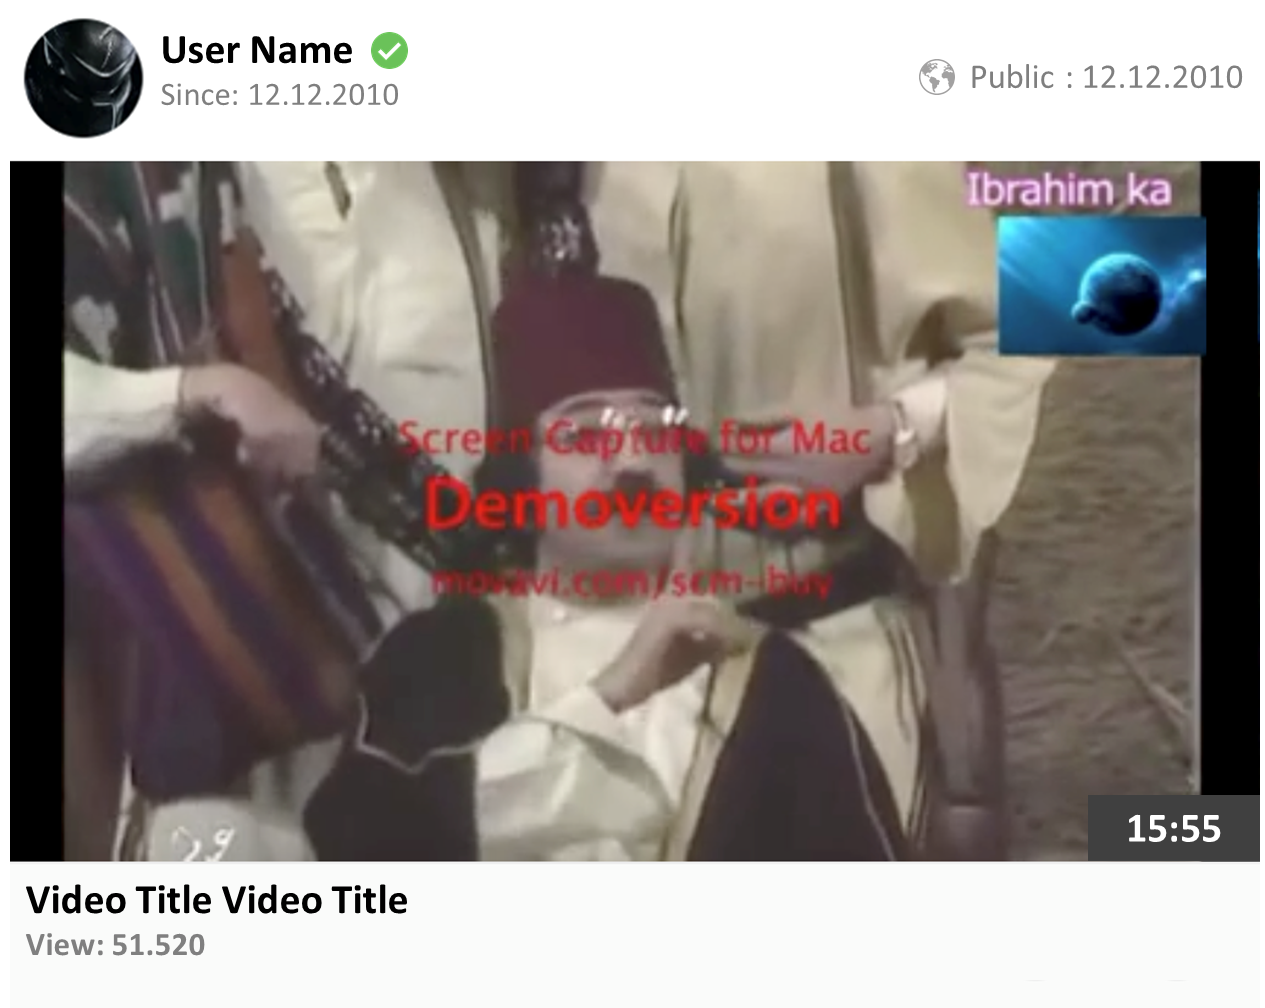 User Name
Since: 12.12.2010
Public : 12.12.2010
Ibrahim ka
Screen Capture for Mac
Demoversion
movavi.com/scm-buy
15:55
Video Title Video Title
View: 51.520